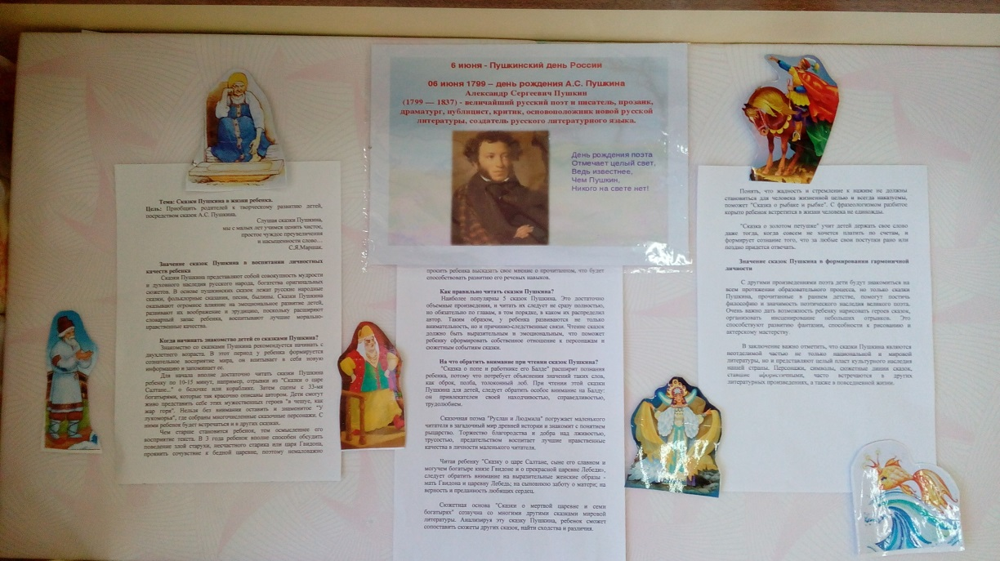 6 июня - Пушкинский день России
06 июня 1799 – день рождения А.С. Пушкина
Александр Сергеевич Пушкин
(1799 — 1837) - величайший русский поэт и писатель, прозаик,
драматург, публицист, критик, основоположник новой русской
литературы, создатель русского литературного языка.
День рождения поэта
Отмечает целый свет,
Ведь известнее,
Чем Пушкин,
Никого на свете нет!
Тема: Сказки Пушкина в жизни ребенка.
Цель: Приобщить родителей к творческому развитию детей,
посредством сказок А.С. Пушкина.
Слушая сказки Пушкина,
мы с малых лет учимся ценить чистое,
простое чуждое преувеличения
и насыщенности слово…
С.Я.Маршак.
Значение сказок Пушкина в воспитании личностных
качеств ребенка
Сказки Пушкина представляют собой совокупность мудрости
и духовного наследия русского народа, богатства оригинальных
сюжетов. В основе пушкинских сказок лежат русские народные
сказки, фольклорные сказания, песни, былины. Сказки Пушкина
оказывают огромное влияние на эмоциональное развитие детей,
развивают их воображение и эрудицию, поскольку расширяют
словарный запас ребенка, воспитывают лучшие морально-
нравственные качества.
Когда начинать знакомство детей со сказками Пушкина?
Знакомство со сказками Пушкина рекомендуется начинать с
двухлетнего возраста. В этот период у ребенка формируется
сознательное восприятие мира, он впитывает в себя новую
информацию и запоминает ее.
Для начала вполне достаточно читать сказки Пушкина
ребенку по 10-15 минут, например, отрывки из "Сказки о царе
Салтане..." о белочке или кораблике. Затем сцены с 33-мя
богатырями, которые так красочно описаны автором. Дети смогут
живо представить себе этих мужественных героев "в чешуе, как
жар горя". Нельзя без внимания оставить и знаменитое "У
лукоморья", где собраны многочисленные сказочные персонажи. С
ними ребенок будет встречаться и в других сказках.
Чем старше становится ребенок, тем осмысленнее его
восприятие текста. В 3 года ребенок вполне способен обсудить
поведение злой старухи, несчастного старика или царя Гвидона,
проявить сочувствие к бедной царевне, поэтому немаловажно
просить ребенка высказать свое мнение о прочитанном, что будет
способствовать развитию его речевых навыков.
Как правильно читать сказки Пушкина?
Наиболее популярны 5 сказок Пушкина. Это достаточно
объемные произведения, и читать их следует не сразу полностью,
но обязательно по главам, в том порядке, в каком их распределил
автор. Таким образом, у ребенка развиваются не только
внимательность, но и причинно-следственные связи. Чтение сказок
должно быть выразительным и эмоциональным, что поможет
ребенку сформировать собственное отношение к персонажам и
сюжетным событиям сказки.
На что обратить внимание при чтении сказок Пушкина?
"Сказка о попе и работнике его Балде" расширит познания
ребенка, потому что потребует объяснения значений таких слов,
как оброк, полба, толоконный лоб. При чтении этой сказки
Пушкина для детей, следует обратить особое внимание на Балду:
он привлекателен своей находчивостью, справедливостью,
трудолюбием.
Сказочная поэма "Руслан и Людмила" погружает маленького
читателя в загадочный мир древней истории и знакомит с понятием
рыцарство. Торжество благородства и добра над лживостью,
трусостью, предательством воспитает лучшие нравственные
качества в личности маленького читателя.
Читая ребенку "Сказку о царе Салтане, сыне его славном и
могучем богатыре князе Гвидоне и о прекрасной царевне Лебеди»,
следует обратить внимание на выразительные женские образы -
мать Гвидона и царевну Лебедь; на сыновнюю заботу о матери; на
верность и преданность любящих сердец.
Сюжетная основа "Сказки о мертвой царевне и семи
богатырях" созвучна со многими другими сказками мировой
литературы. Анализируя эту сказку Пушкина, ребенок сможет
сопоставить сюжеты других сказок, найти сходства и различия.
Понять, что жадность и стремление к наживе не должны
становиться для человека жизненной целью и всегда наказуемы,
поможет "Сказка о рыбаке и рыбке". С фразеологизмом разбитое
корыто ребенок встретится в жизни человека не единожды.
"Сказка о золотом петушке" учит детей держать свое слово
даже тогда, когда совсем не хочется платить по счетам, и
формирует сознание того, что за любые свои поступки рано или
поздно придется отвечать.
Значение сказок Пушкина в формировании гармоничной
личности
С другими произведениями поэта дети будут знакомиться на
всем протяжении образовательного процесса, но только сказки
Пушкина, прочитанные в раннем детстве, помогут постичь
философию и значимость поэтического наследия великого поэта.
Очень важно дать возможность ребенку нарисовать героев сказок,
организовать инсценирование небольших отрывков. Это
способствуют развитию фантазии, способности к рисованию и
актерскому мастерству.
В заключение важно отметить, что сказки Пушкина являются
неотделимой частью не только национальной и мировой
литературы, но и представляют целый пласт культурного наследия
нашей страны. Персонажи, символы, сюжетные линии сказок,
ставшие афористичными, часто встречаются в других
литературных произведениях, а также в повседневной жизни.